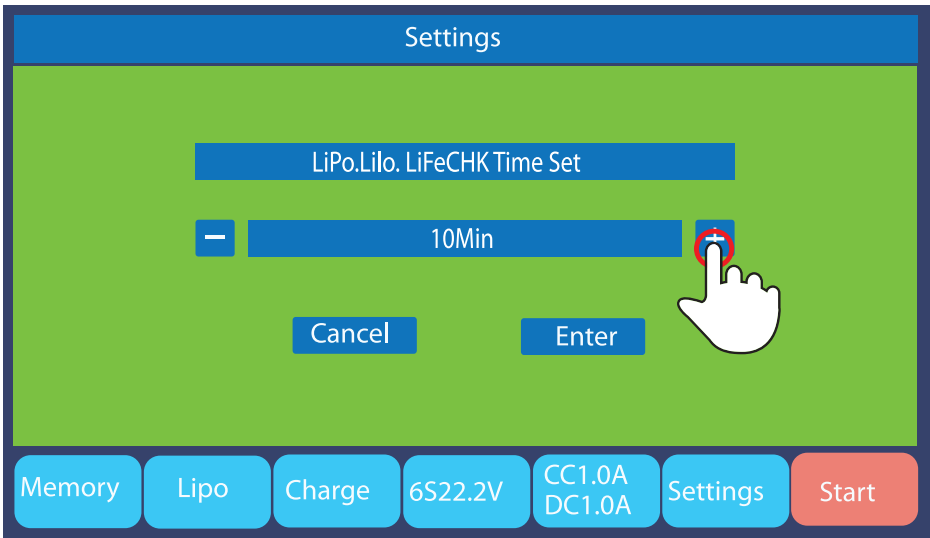 Settings
LiPo.Lilo. LiFeCHK Time Set
− 10Min +
Cancel Enter
Memory Lipo Charge 6S22.2V CC1.0A Settings Start
DC1.0A